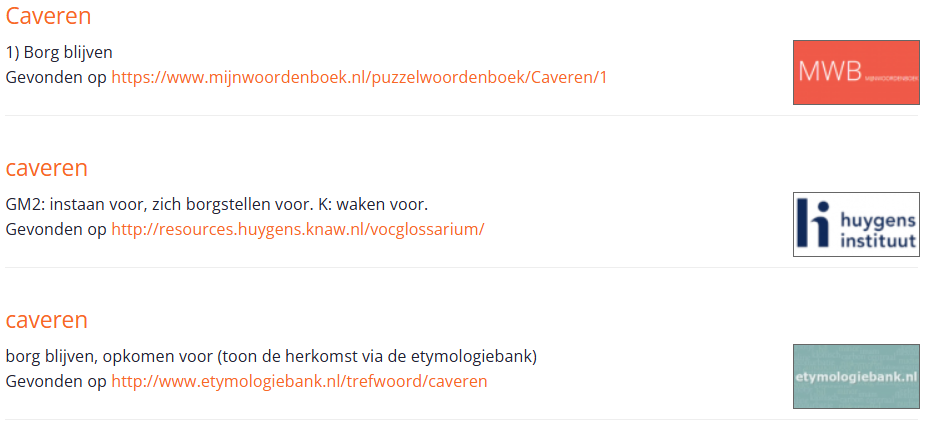 Caveren
1) Borg blijven
Gevonden op https://www.mijnwoordenboek.nl/puzzelwoordenboek/Caveren/1
MWB MIJNWOORDENBOEK
caveren
GM2: instaan voor, zich borgstellen voor. K: waken voor.
Gevonden op http://resources.huygens.knaw.nl/vocglossarium/
huygens
instituut
caveren
borg blijven, opkomen voor (toon de herkomst via de etymologiebank)
Gevonden op http://www.etymologiebank.nl/trefwoord/caveren
etymologiebank.nl